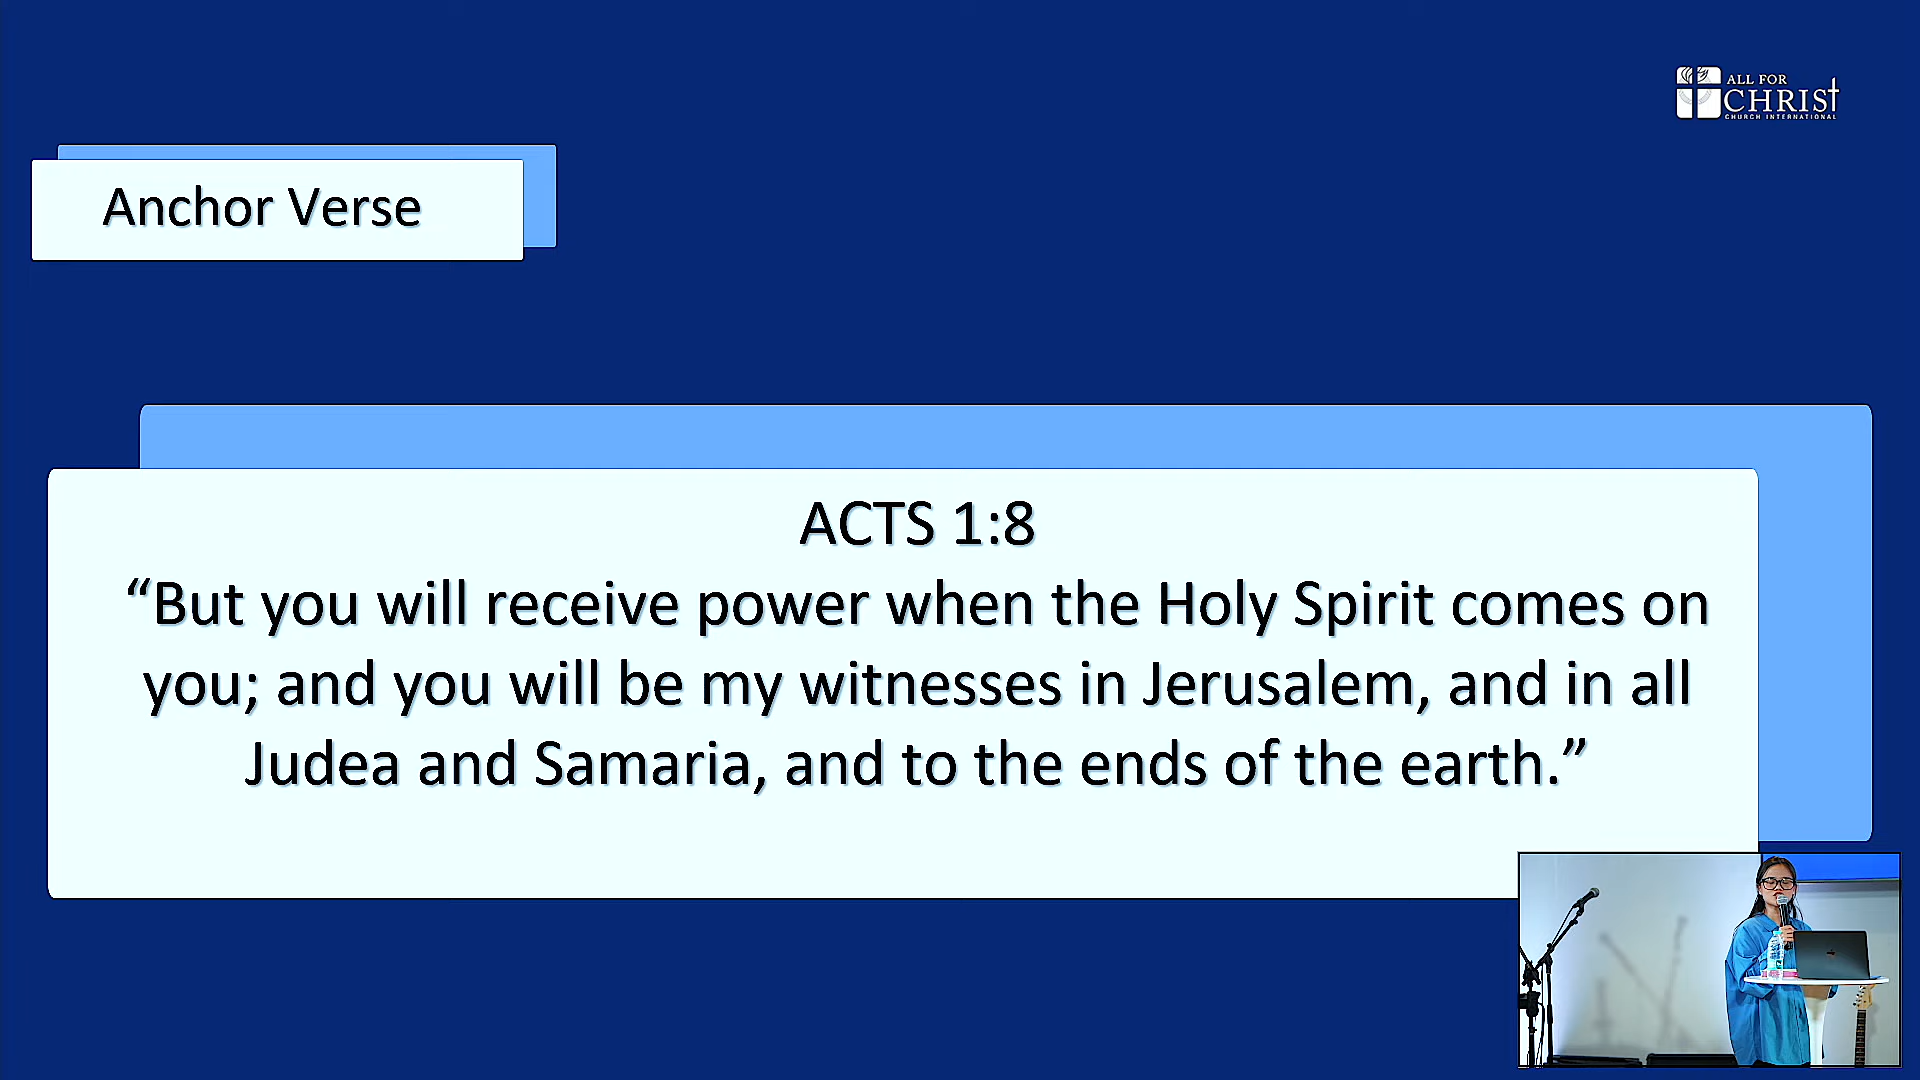 ALL FOR
CHRIST
CHURCH INTERNATIONAL
Anchor Verse
ACTS 1:8
“But you will receive power when the Holy Spirit comes on
you; and you will be my witnesses in Jerusalem, and in all
Judea and Samaria, and to the ends of the earth.”